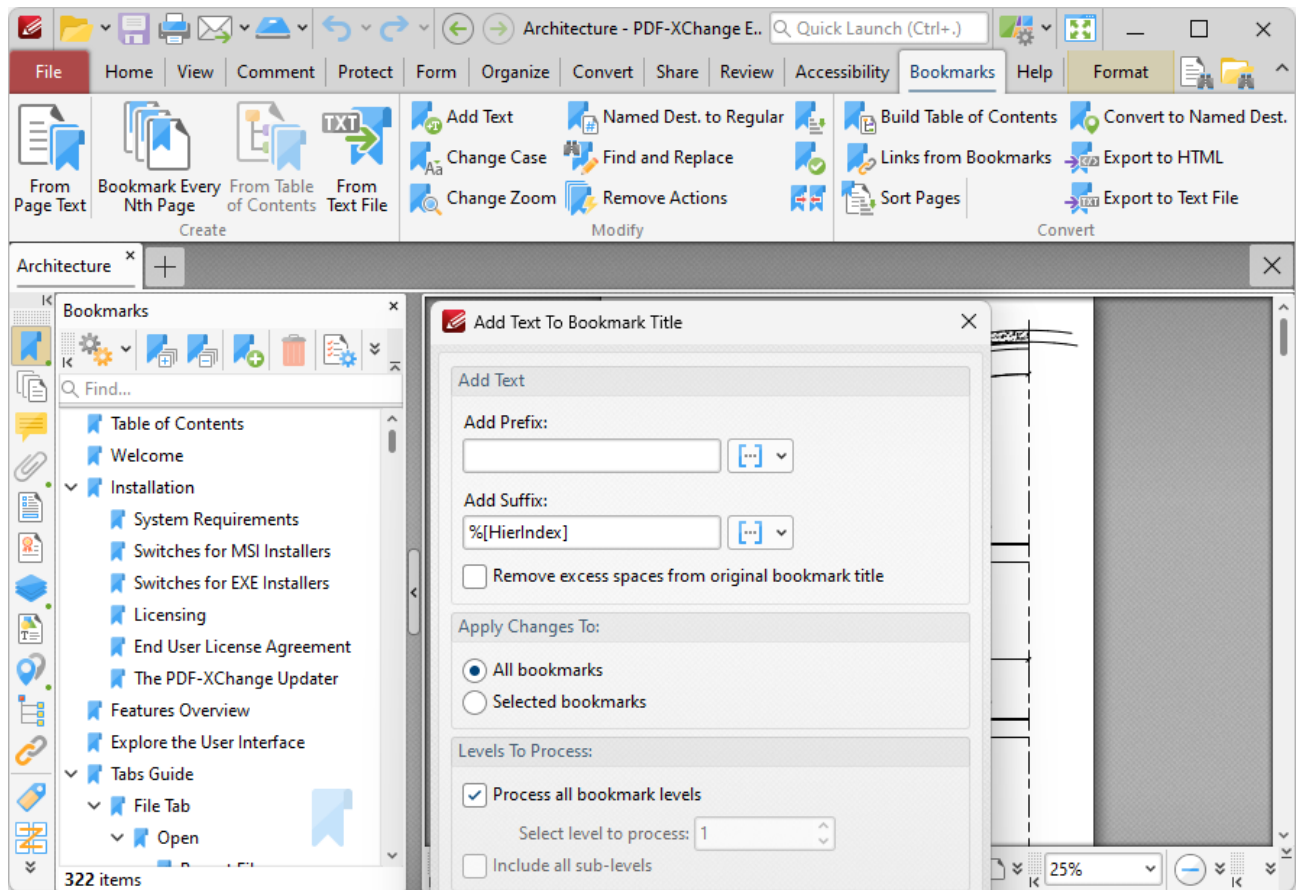 Architecture - PDF-XChange E..
Quick Launch (Ctrl+.)
File Home View Comment Protect Form Organize Convert Share Review Accessibility Bookmarks Help Format
From Page Text
Bookmark Every Nth Page
From Table of Contents
From Text File
TXT
Create
Add Text
Change Case
Change Zoom
Named Dest. to Regular
Find and Replace
Remove Actions
Modify
Build Table of Contents
Links from Bookmarks
Sort Pages
Convert to Named Dest.
Export to HTML
Export to Text File
Convert
Architecture
Bookmarks
Find...
Table of Contents
Welcome
Installation
System Requirements
Switches for MSI Installers
Switches for EXE Installers
Licensing
End User License Agreement
The PDF-XChange Updater
Features Overview
Explore the User Interface
Tabs Guide
File Tab
Open
322 items
Add Text To Bookmark Title
Add Text
Add Prefix:
Add Suffix:
%[HierIndex]
Remove excess spaces from original bookmark title
Apply Changes To:
All bookmarks
Selected bookmarks
Levels To Process:
Process all bookmark levels
Select level to process: 1
Include all sub-levels
25%